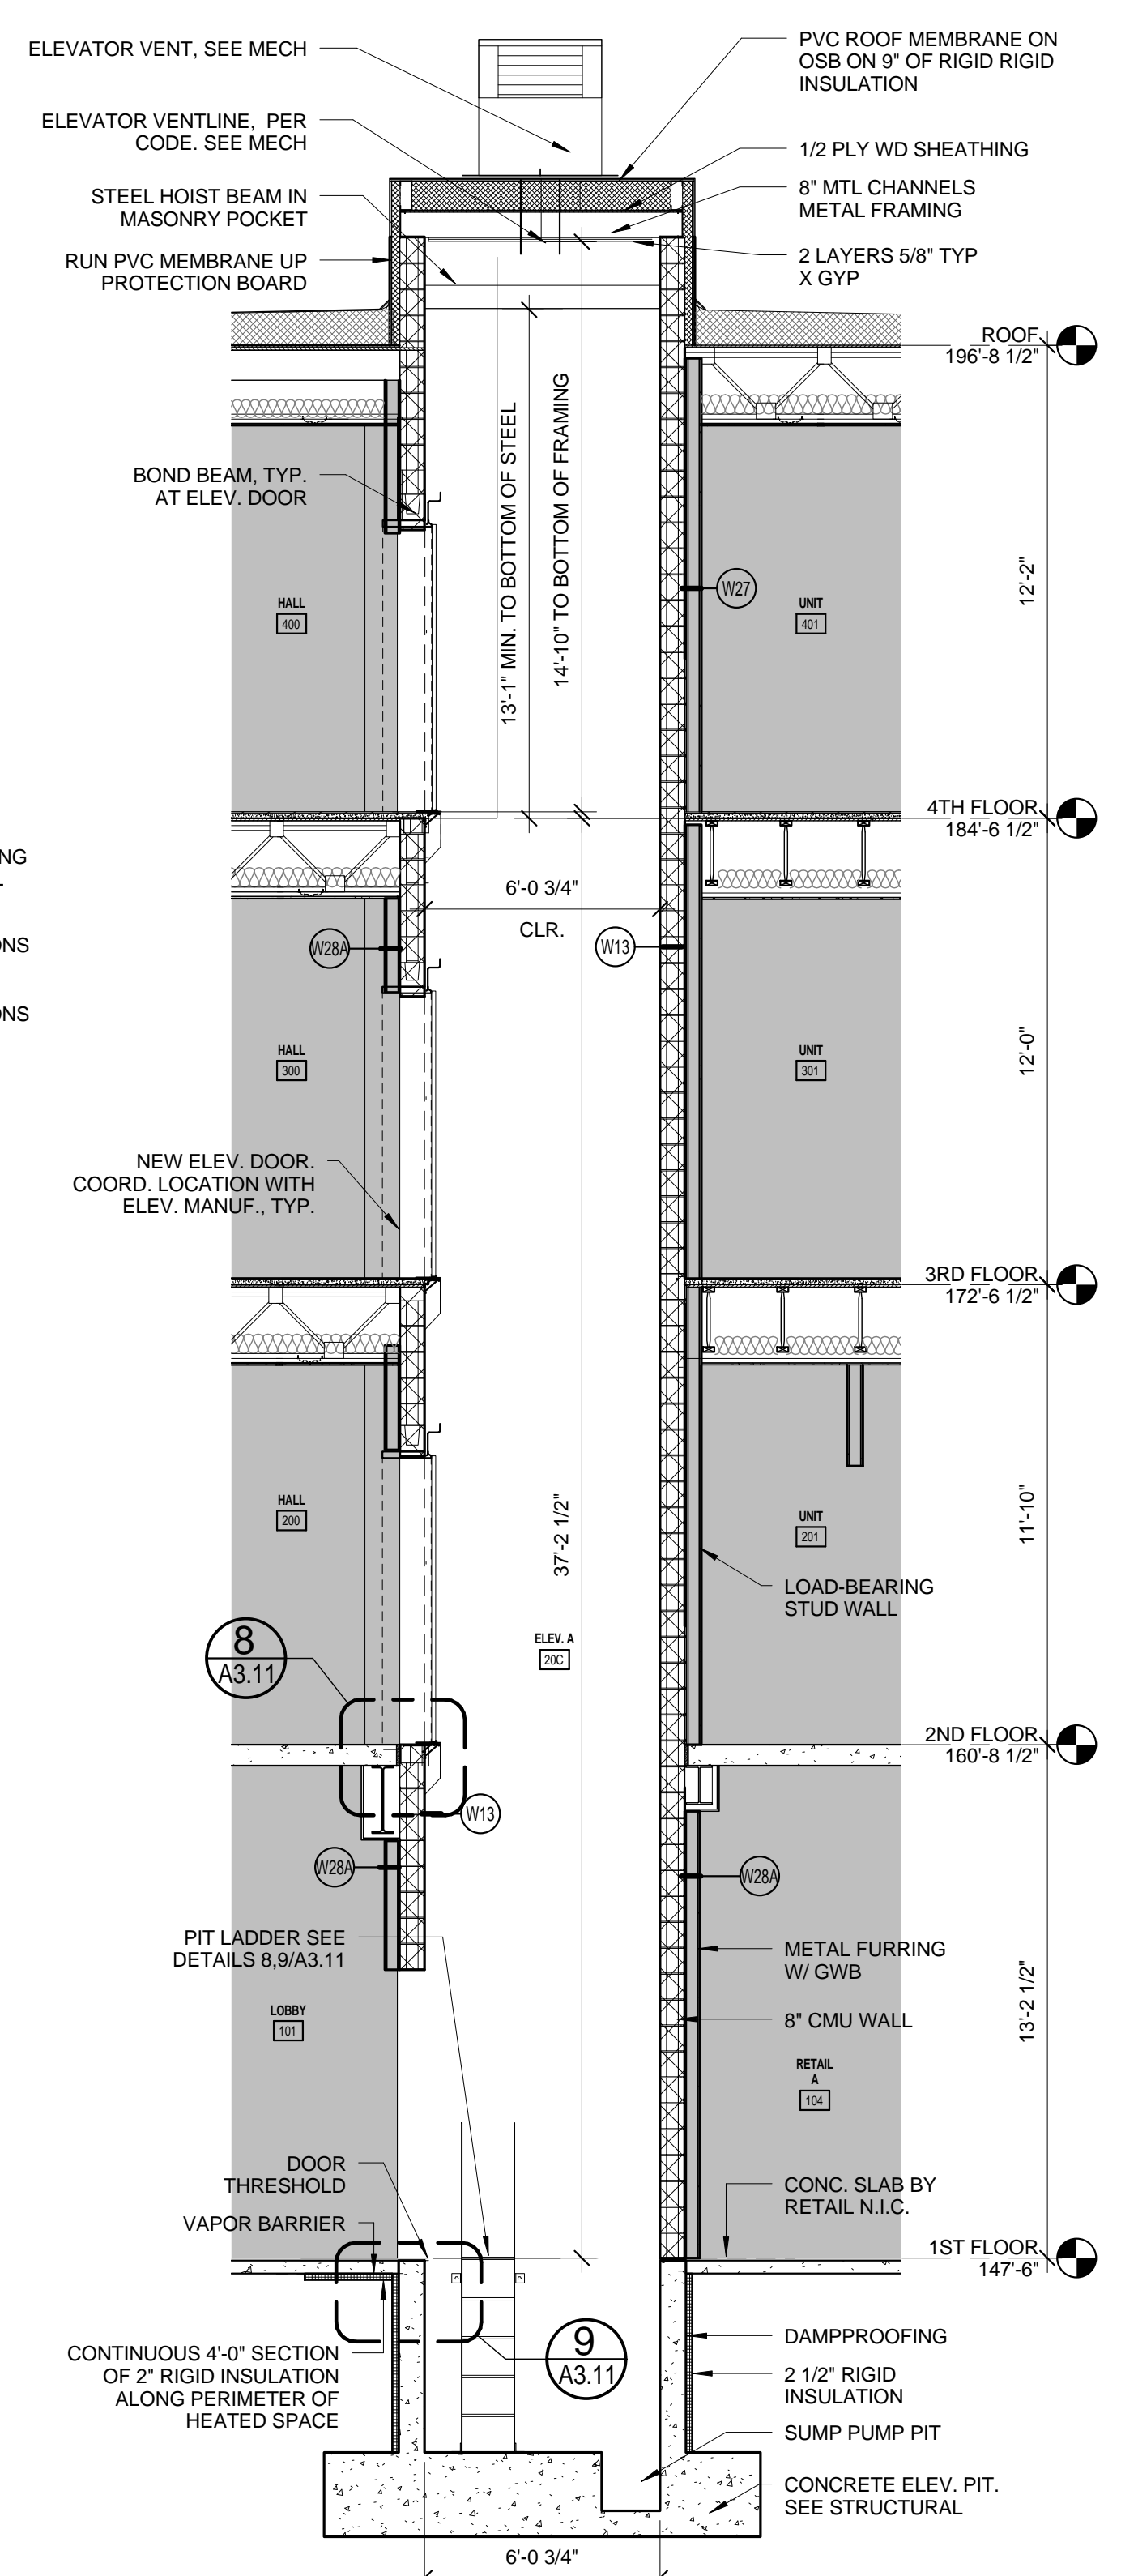 ELEVATOR VENT, SEE MECH
ELEVATOR VENTLINE, PER
CODE. SEE MECH
STEEL HOIST BEAM IN
MASONRY POCKET
RUN PVC MEMBRANE UP
PROTECTION BOARD
PVC ROOF MEMBRANE ON
OSB ON 9" OF RIGID RIGID
INSULATION
1/2 PLY WD SHEATHING
8" MTL CHANNELS
METAL FRAMING
2 LAYERS 5/8" TYP
X GYP
ROOF
196'-8 1/2"
BOND BEAM, TYP.
AT ELEV. DOOR
13'-1" MIN. TO BOTTOM OF STEEL
14'-10" TO BOTTOM OF FRAMING
HALL
400
W27
UNIT
401
12'-2"
4TH FLOOR
184'-6 1/2"
NG
ONS
ONS
6'-0 3/4"
CLR.
W28A
W13
HALL
300
UNIT
301
12'-0"
NEW ELEV. DOOR.
COORD. LOCATION WITH
ELEV. MANUF., TYP.
3RD FLOOR
172'-6 1/2"
HALL
200
37'-2 1/2"
UNIT
201
11'-10"
LOAD-BEARING
STUD WALL
8
A3.11
ELEV. A
20C
2ND FLOOR
160'-8 1/2"
W13
W28A
W28A
PIT LADDER SEE
DETAILS 8,9/A3.11
METAL FURRING
W/ GWB
LOBBY
101
8" CMU WALL
13'-2 1/2"
RETAIL
A
104
DOOR
THRESHOLD
VAPOR BARRIER
CONC. SLAB BY
RETAIL N.I.C.
1ST FLOOR
147'-6"
CONTINUOUS 4'-0" SECTION
OF 2" RIGID INSULATION
ALONG PERIMETER OF
HEATED SPACE
9
A3.11
DAMPPROOFING
2 1/2" RIGID
INSULATION
SUMP PUMP PIT
CONCRETE ELEV. PIT.
SEE STRUCTURAL
6'-0 3/4"